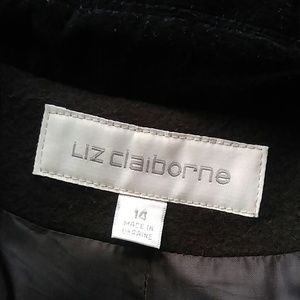 Liz claiborne
14
MADE IN
UKRAINE